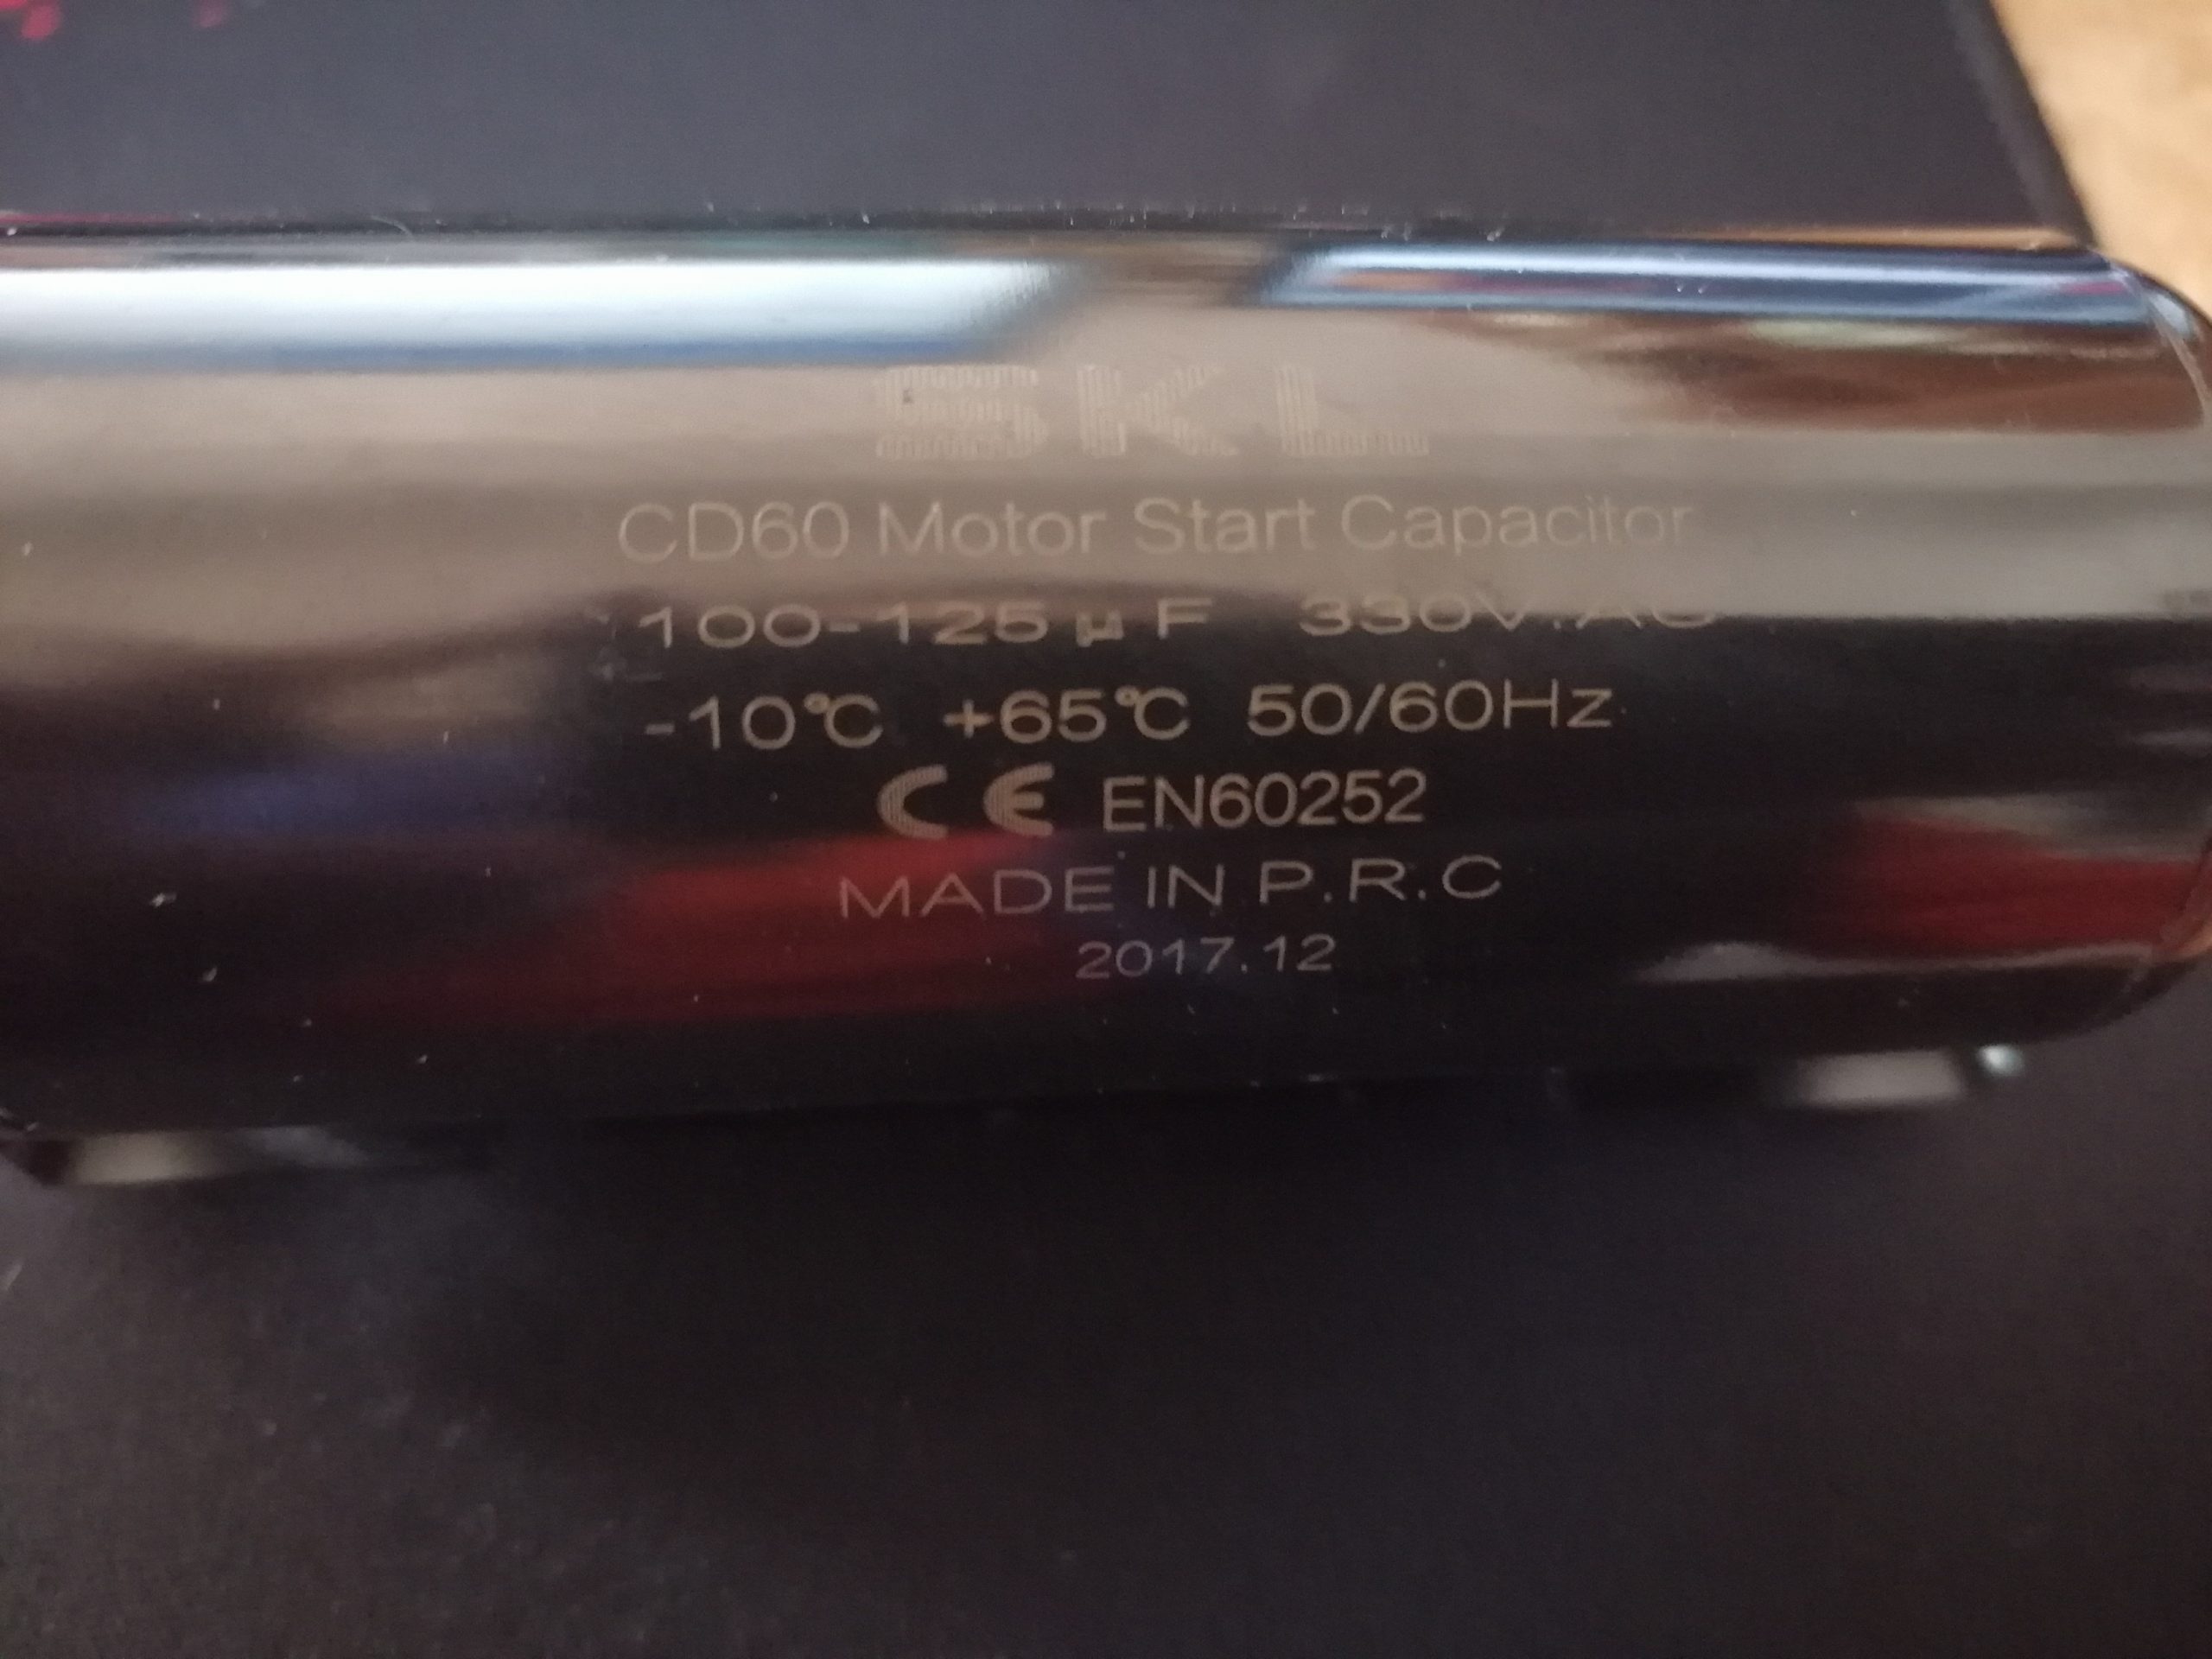 SKL
CD60 Motor Start Capacitor
100-125μF 330V.AC
-10℃ +65℃ 50/60Hz
CE EN60252
MADE IN P.R.C
2017.12